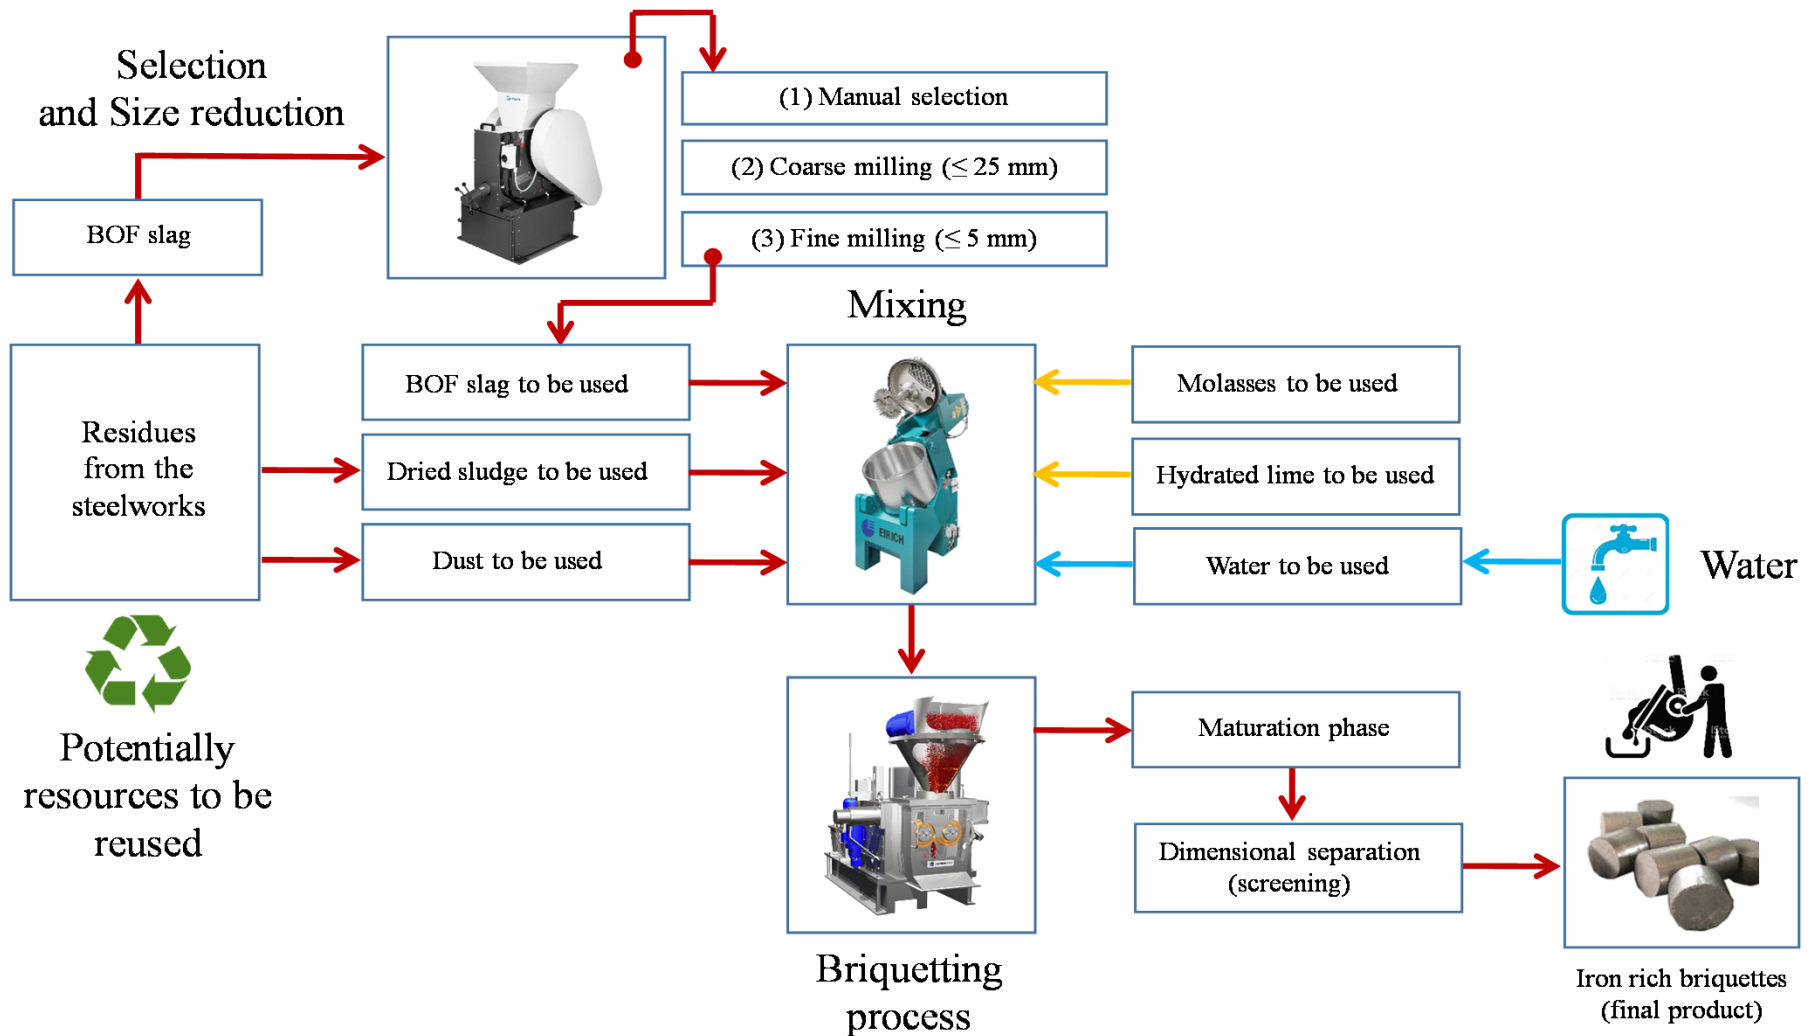 Selection
and Size reduction
(1) Manual selection
(2) Coarse milling (≤ 25 mm)
(3) Fine milling (≤ 5 mm)
BOF slag
Mixing
Residues
from the
steelworks
BOF slag to be used
Dried sludge to be used
Dust to be used
EIRICH
Molasses to be used
Hydrated lime to be used
Water to be used
Water
Potentially
resources to be
reused
Maturation phase
Dimensional separation
(screening)
Briquetting
process
Iron rich briquettes
(final product)